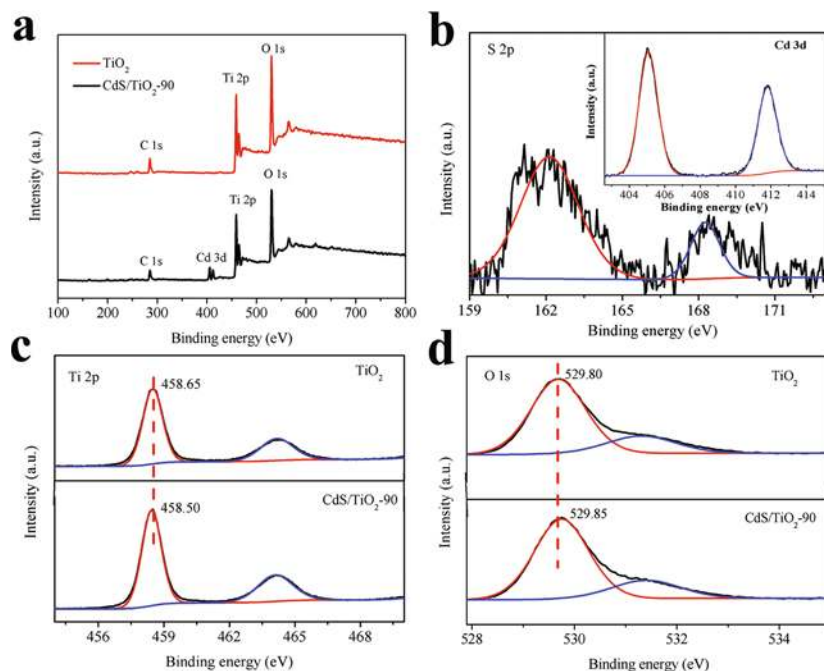 a
TiO2
CdS/TiO2-90
O 1s
Ti 2p
C 1s
O 1s
Ti 2p
C 1s
Cd 3d
Intensity (a.u.)
100 200 300 400 500 600 700 800
Binding energy (eV)
b
S 2p
Cd 3d
Intensity (a.u.)
404 406 408 410 412 414
Binding energy (eV)
Intensity (a.u.)
159 162 165 168 171
Binding energy (eV)
c
Ti 2p
TiO2
458.65
458.50
CdS/TiO2-90
Intensity (a.u.)
456 459 462 465 468
Binding energy (eV)
d
O 1s
529.80
TiO2
529.85
CdS/TiO2-90
Intensity (a.u.)
528 530 532 534
Binding energy (eV)